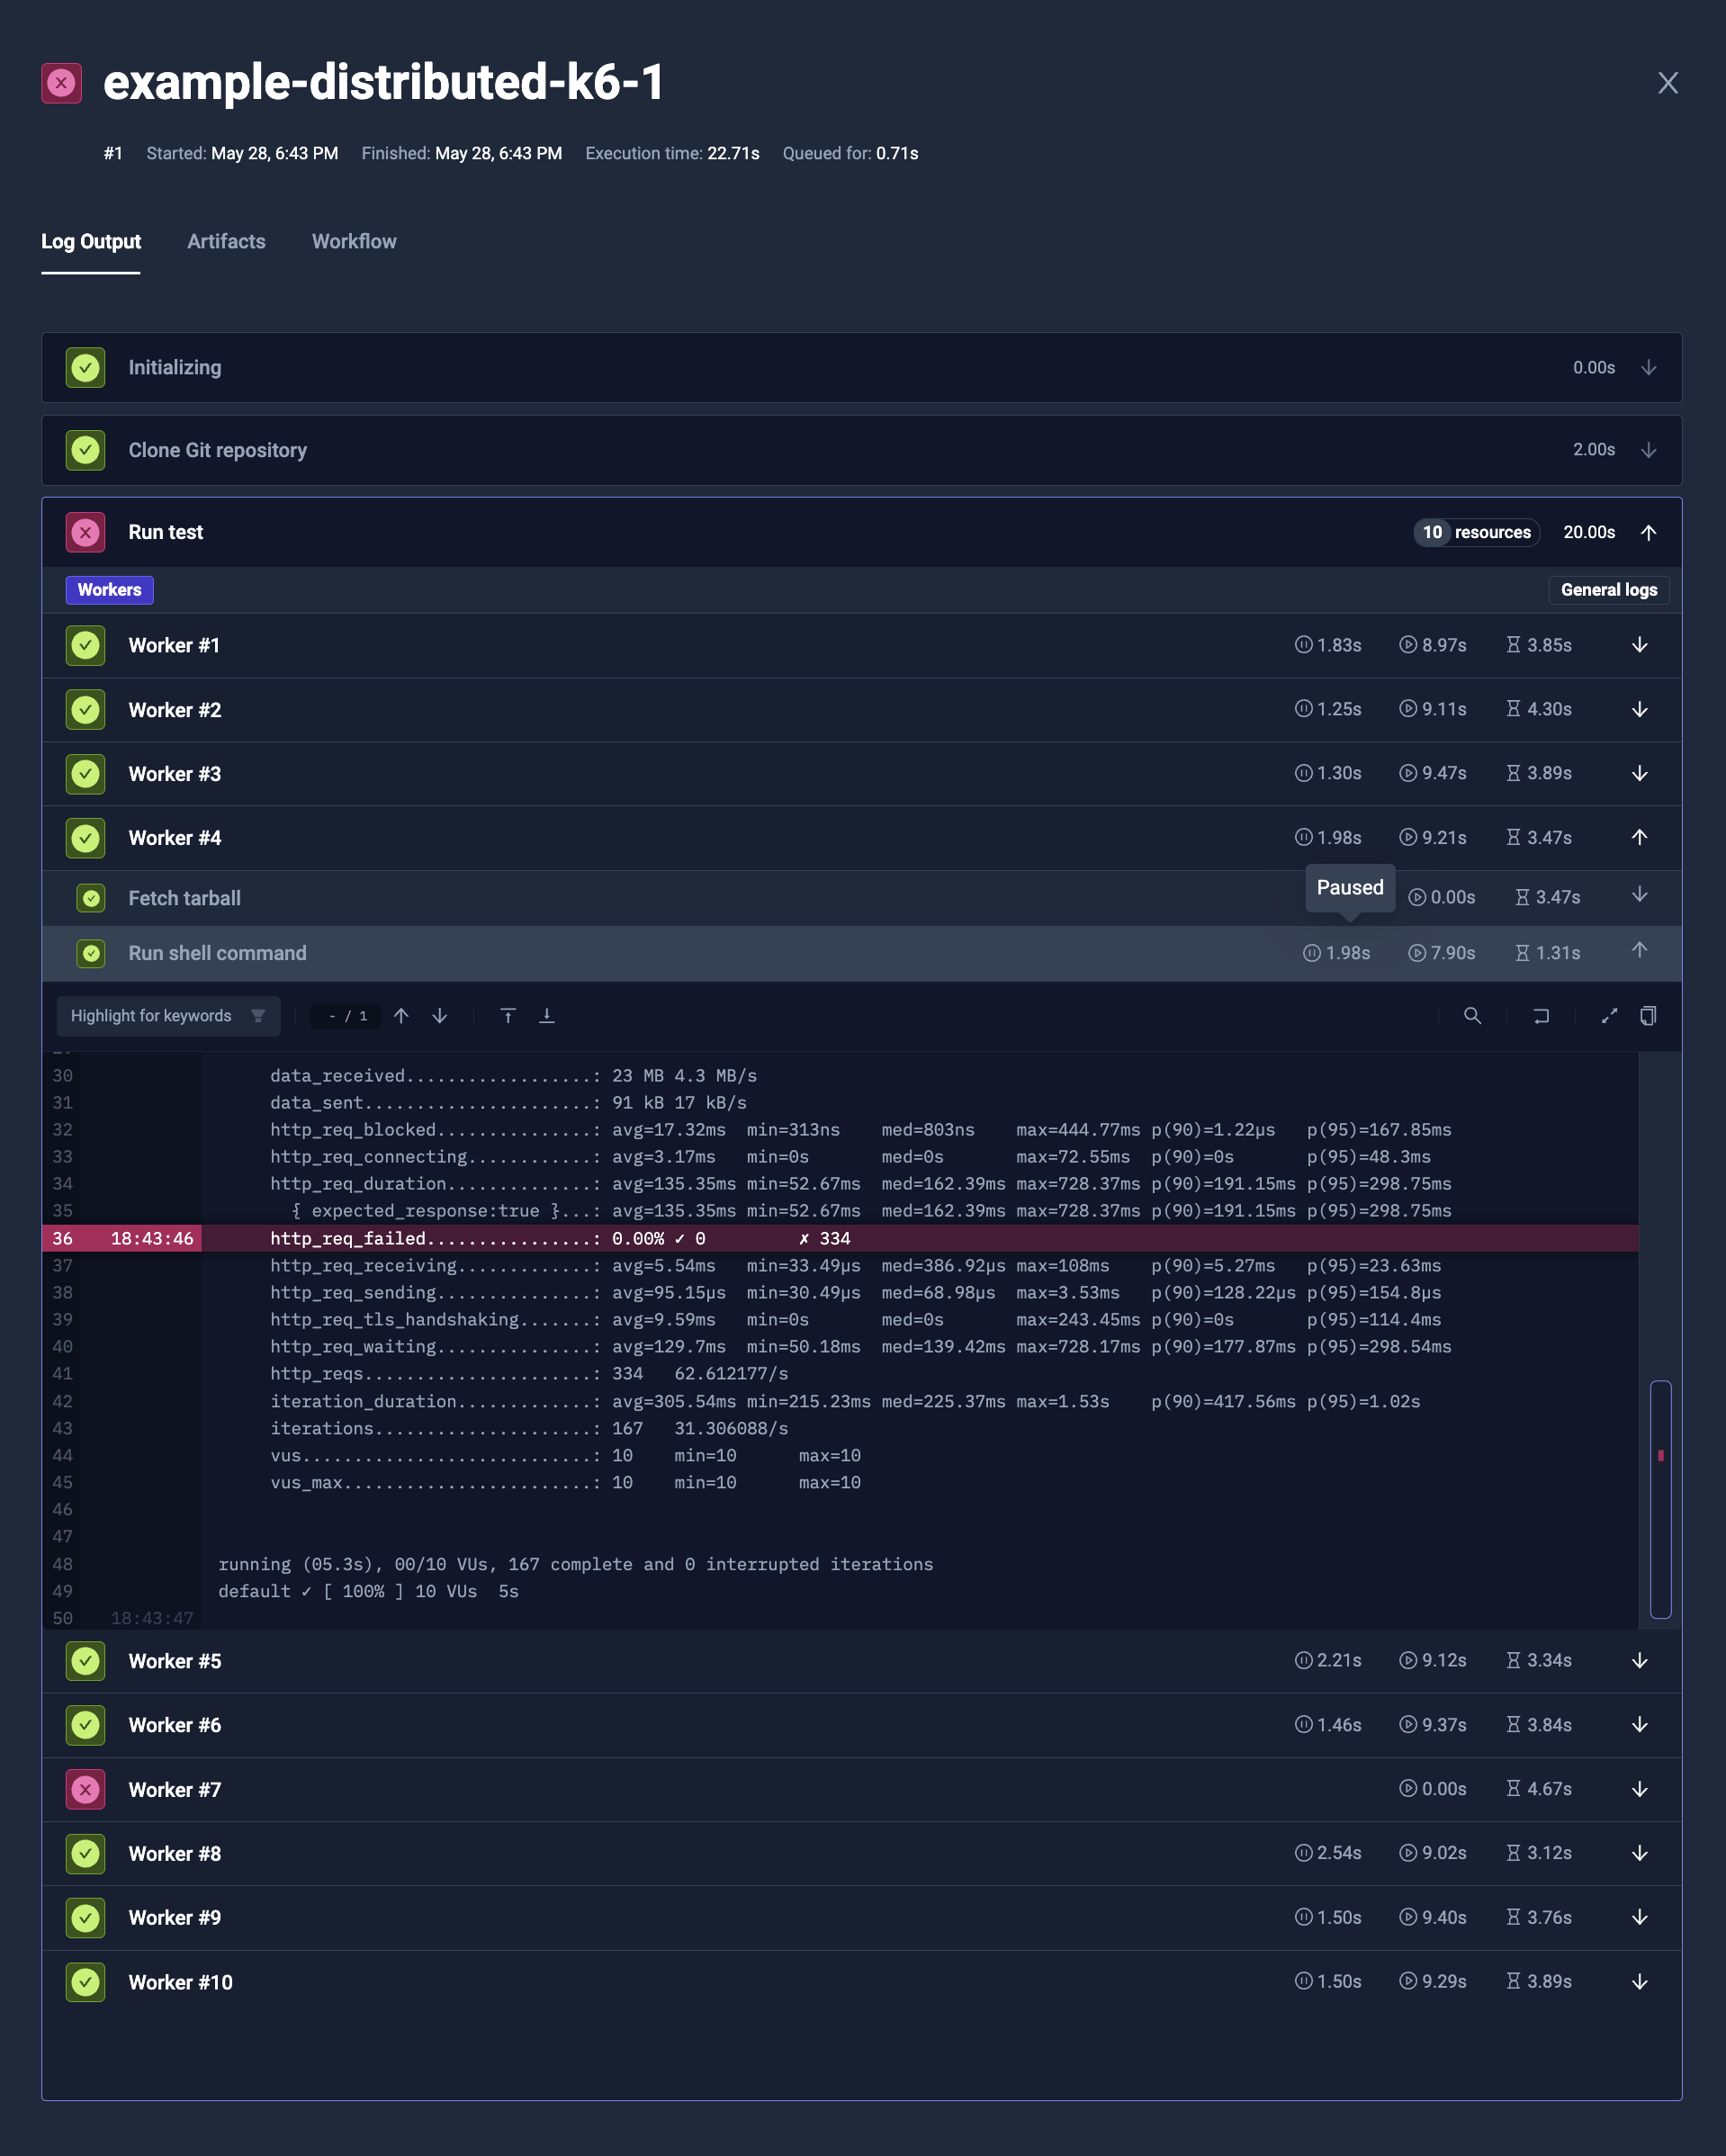 example-distributed-k6-1
#1 Started: May 28, 6:43 PM Finished: May 28, 6:43 PM Execution time: 22.71s Queued for: 0.71s
Log Output Artifacts Workflow
Initializing 0.00s
Clone Git repository 2.00s
Run test 10 resources 20.00s
Workers General logs
Worker #1 1.83s 8.97s 3.85s
Worker #2 1.25s 9.11s 4.30s
Worker #3 1.30s 9.47s 3.89s
Worker #4 1.98s 9.21s 3.47s
Fetch tarball Paused 0.00s 3.47s
Run shell command 1.98s 7.90s 1.31s
Highlight for keywords - / 1
30 data_received..................: 23 MB 4.3 MB/s
31 data_sent......................: 91 kB 17 kB/s
32 http_req_blocked...............: avg=17.32ms min=313ns med=803ns max=444.77ms p(90)=1.22µs p(95)=167.85ms
33 http_req_connecting............: avg=3.17ms min=0s med=0s max=72.55ms p(90)=0s p(95)=48.3ms
34 http_req_duration..............: avg=135.35ms min=52.67ms med=162.39ms max=728.37ms p(90)=191.15ms p(95)=298.75ms
35 { expected_response:true }...: avg=135.35ms min=52.67ms med=162.39ms max=728.37ms p(90)=191.15ms p(95)=298.75ms
36 18:43:46 http_req_failed................: 0.00% ✓ 0 ✗ 334
37 http_req_receiving.............: avg=5.54ms min=33.49µs med=386.92µs max=108ms p(90)=5.27ms p(95)=23.63ms
38 http_req_sending...............: avg=95.15µs min=30.49µs med=68.98µs max=3.53ms p(90)=128.22µs p(95)=154.8µs
39 http_req_tls_handshaking.......: avg=9.59ms min=0s med=0s max=243.45ms p(90)=0s p(95)=114.4ms
40 http_req_waiting...............: avg=129.7ms min=50.18ms med=139.42ms max=728.17ms p(90)=177.87ms p(95)=298.54ms
41 http_reqs......................: 334 62.612177/s
42 iteration_duration.............: avg=305.54ms min=215.23ms med=225.37ms max=1.53s p(90)=417.56ms p(95)=1.02s
43 iterations.....................: 167 31.306088/s
44 vus............................: 10 min=10 max=10
45 vus_max........................: 10 min=10 max=10
46
47
48 running (05.3s), 00/10 VUs, 167 complete and 0 interrupted iterations
49 default ✓ [ 100% ] 10 VUs 5s
50 18:43:47
Worker #5 2.21s 9.12s 3.34s
Worker #6 1.46s 9.37s 3.84s
Worker #7 0.00s 4.67s
Worker #8 2.54s 9.02s 3.12s
Worker #9 1.50s 9.40s 3.76s
Worker #10 1.50s 9.29s 3.89s